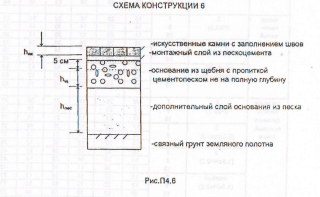 СХЕМА КОНСТРУКЦИИ 6
-искусственные камни с заполнением швов
-монтажный слой из пескоцемента
5 см
-основание из щебня с пропиткой
цементопеском не на полную глубину
-дополнительный слой основания из песка
-связный грунт земляного полотна
Рис.П4,6